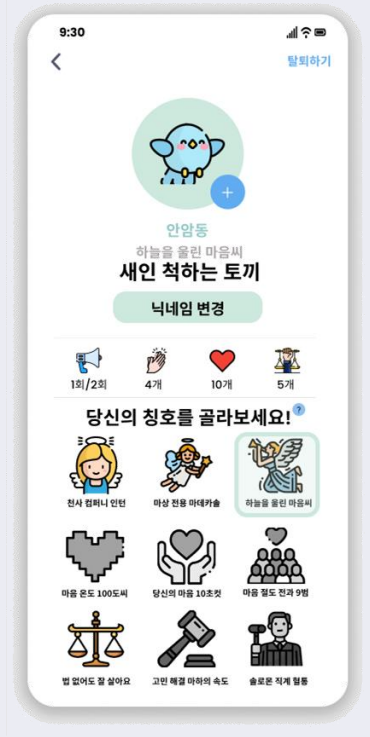 9:30
탈퇴하기
안암동
하늘을 울린 마음씨
새인 척하는 토끼
닉네임 변경
1회/2회 4개 10개 5개
당신의 칭호를 골라보세요! ?
천사 컴퍼니 인턴 마상 전용 마데카솔 하늘을 울린 마음씨
마음 온도 100도씨 당신의 마음 10초컷 마음 절도 전과 9범
법 없어도 잘 살아요 고민 해결 마하의 속도 솔로몬 직계 혈통